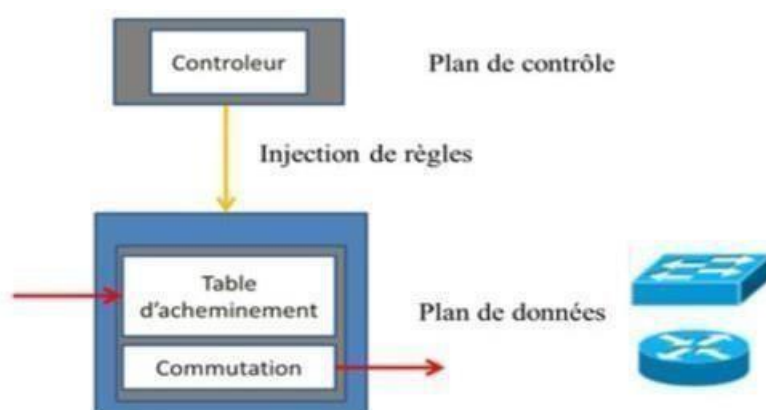 Controleur
Plan de contrôle
Injection de règles
Table
d'acheminement
Plan de données
Commutation